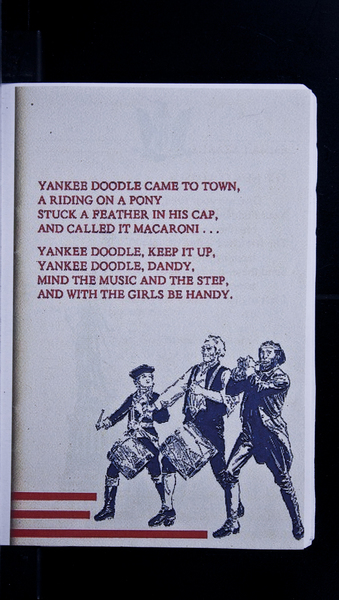 YANKEE DOODLE CAME TO TOWN,
A RIDING ON A PONY
STUCK A FEATHER IN HIS CAP,
AND CALLED IT MACARONI . . .
YANKEE DOODLE, KEEP IT UP,
YANKEE DOODLE, DANDY,
MIND THE MUSIC AND THE STEP,
AND WITH THE GIRLS BE HANDY.